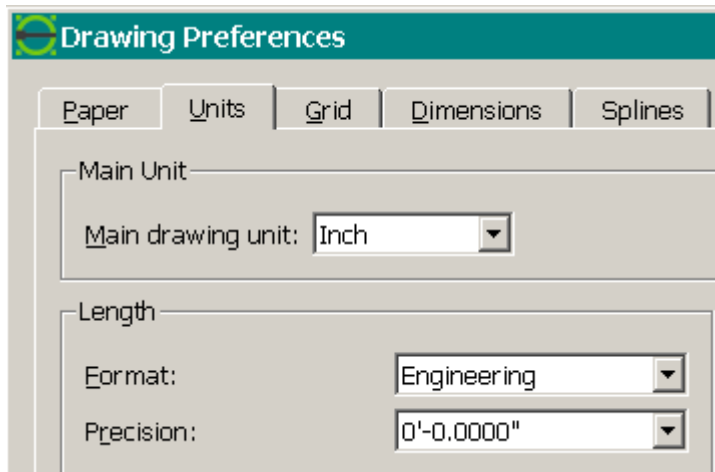 Drawing Preferences
Paper Units Grid Dimensions Splines
Main Unit
Main drawing unit: Inch
Length
Format: Engineering
Precision: 0'-0.0000"